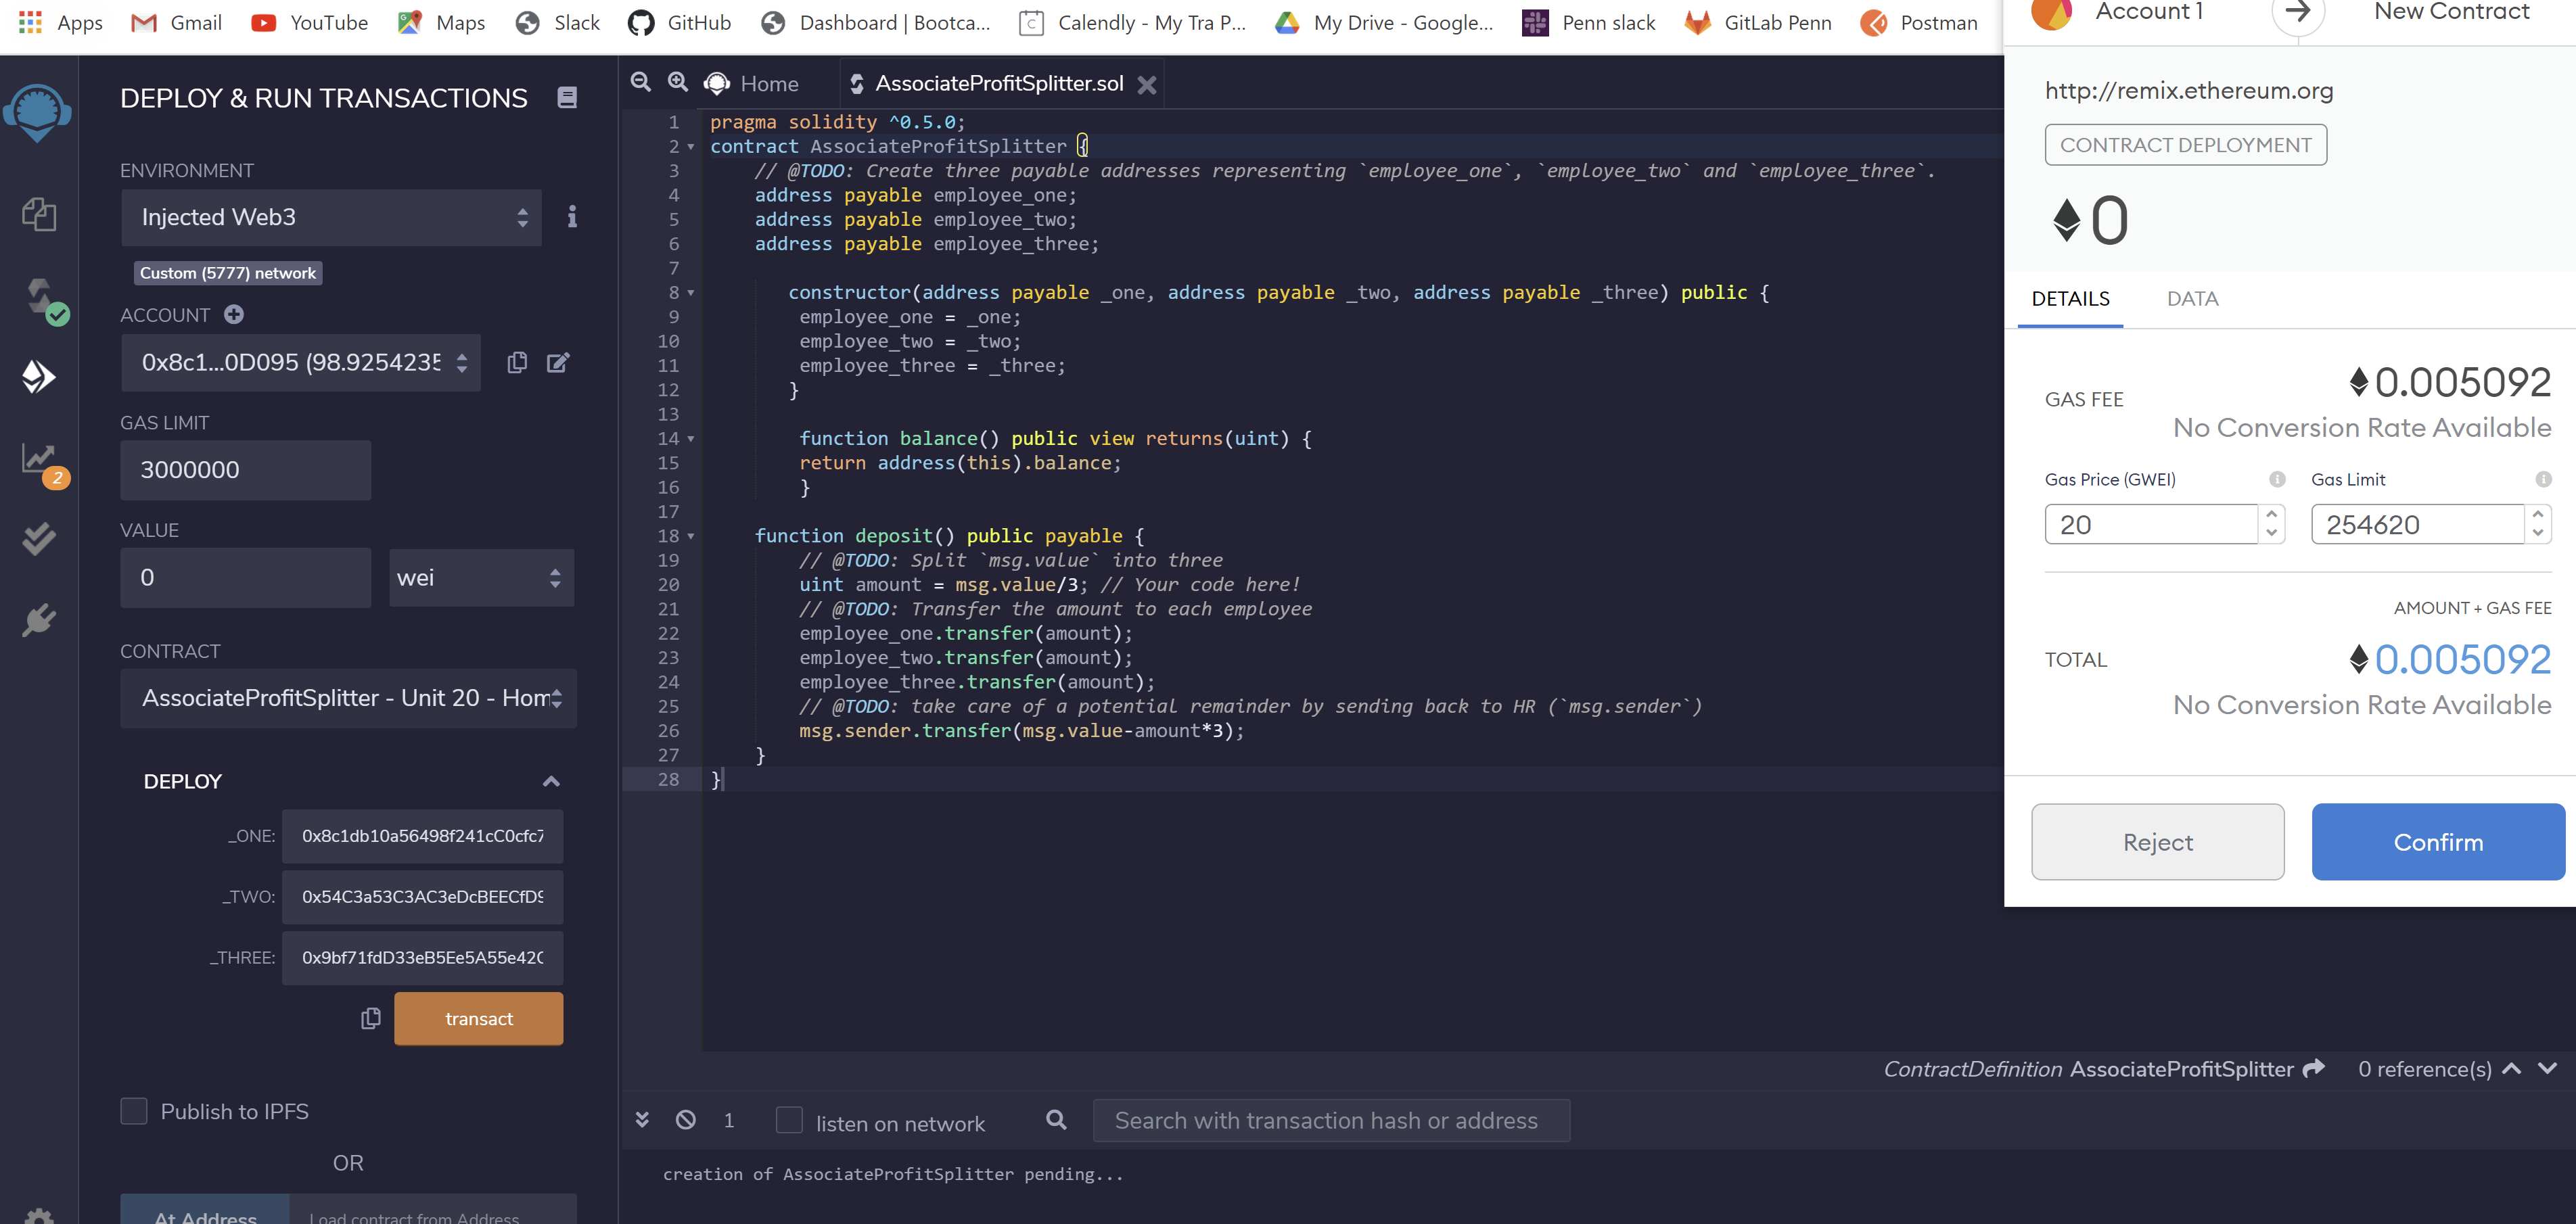 Apps Gmail YouTube Maps Slack GitHub Dashboard | Bootca... Calendly - My Tra P... My Drive - Google... Penn slack GitLab Penn Postman
DEPLOY & RUN TRANSACTIONS
ENVIRONMENT
Injected Web3
Custom (5777) network
ACCOUNT
0x8c1...0D095 (98.9254235
GAS LIMIT
3000000
VALUE
0 wei
CONTRACT
AssociateProfitSplitter - Unit 20 - Hom
DEPLOY
_ONE: 0x8c1db10a56498f241cC0cfc7
_TWO: 0x54C3a53C3AC3eDcBEECfD9
_THREE: 0x9bf71fdD33eB5Ee5A55e42C
transact
Publish to IPFS
OR
At Address Load contract from Address
2
Home AssociateProfitSplitter.sol
1 pragma solidity ^0.5.0;
2 contract AssociateProfitSplitter {
3 // @TODO: Create three payable addresses representing `employee_one`, `employee_two` and `employee_three`.
4 address payable employee_one;
5 address payable employee_two;
6 address payable employee_three;
7
8 constructor(address payable _one, address payable _two, address payable _three) public {
9 employee_one = _one;
10 employee_two = _two;
11 employee_three = _three;
12 }
13
14 function balance() public view returns(uint) {
15 return address(this).balance;
16 }
17
18 function deposit() public payable {
19 // @TODO: Split `msg.value` into three
20 uint amount = msg.value/3; // Your code here!
21 // @TODO: Transfer the amount to each employee
22 employee_one.transfer(amount);
23 employee_two.transfer(amount);
24 employee_three.transfer(amount);
25 // @TODO: take care of a potential remainder by sending back to HR (`msg.sender`)
26 msg.sender.transfer(msg.value-amount*3);
27 }
28 }
ContractDefinition AssociateProfitSplitter 0 reference(s)
1 listen on network Search with transaction hash or address
creation of AssociateProfitSplitter pending...
Account 1 New Contract
http://remix.ethereum.org
CONTRACT DEPLOYMENT
0
DETAILS DATA
GAS FEE 0.005092
No Conversion Rate Available
Gas Price (GWEI) Gas Limit
20 254620
AMOUNT + GAS FEE
TOTAL 0.005092
No Conversion Rate Available
Reject Confirm